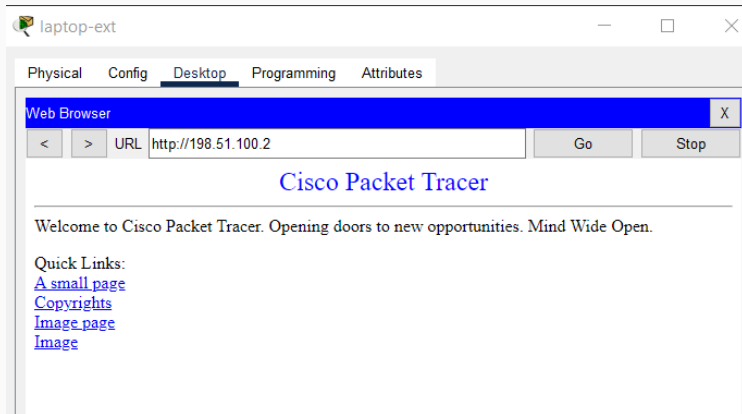 laptop-ext
Physical Config Desktop Programming Attributes
Web Browser X
< > URL http://198.51.100.2 Go Stop
Cisco Packet Tracer
Welcome to Cisco Packet Tracer. Opening doors to new opportunities. Mind Wide Open.
Quick Links:
A small page
Copyrights
Image page
Image